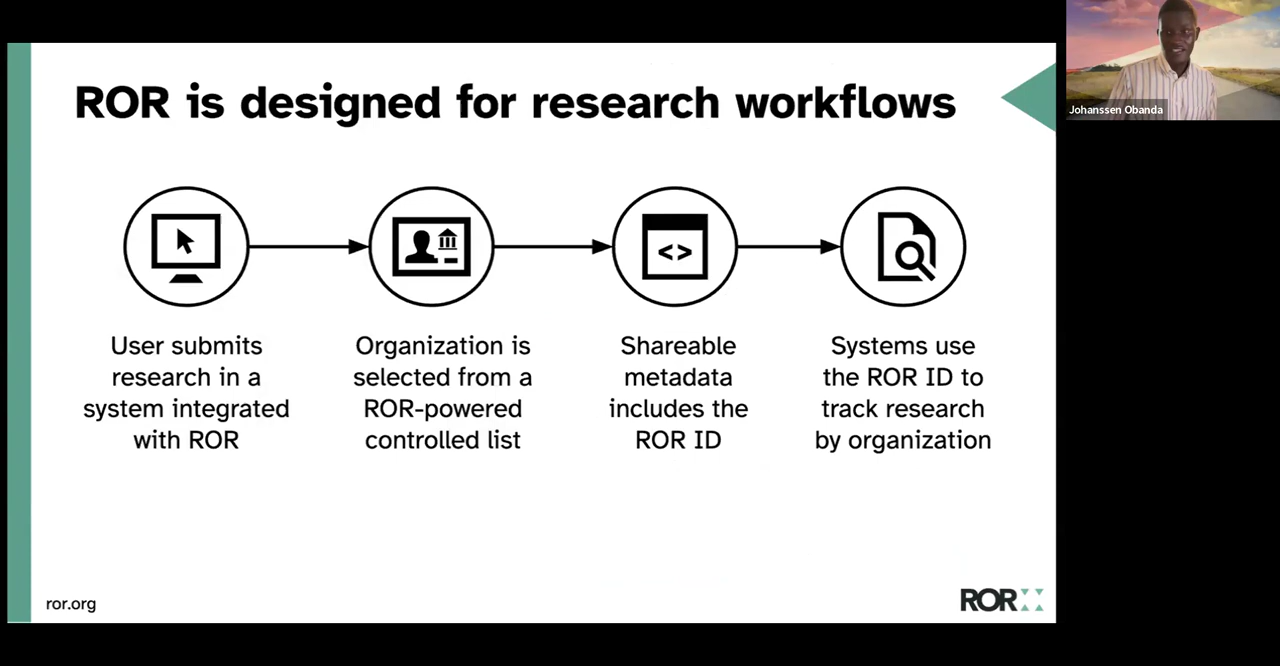 ROR is designed for research workflows
Johanssen Obanda
<>
User submits
research in a
system integrated
with ROR
Organization is
selected from a
ROR-powered
controlled list
Shareable
metadata
includes the
ROR ID
Systems use
the ROR ID to
track research
by organization
ror.org
ROR